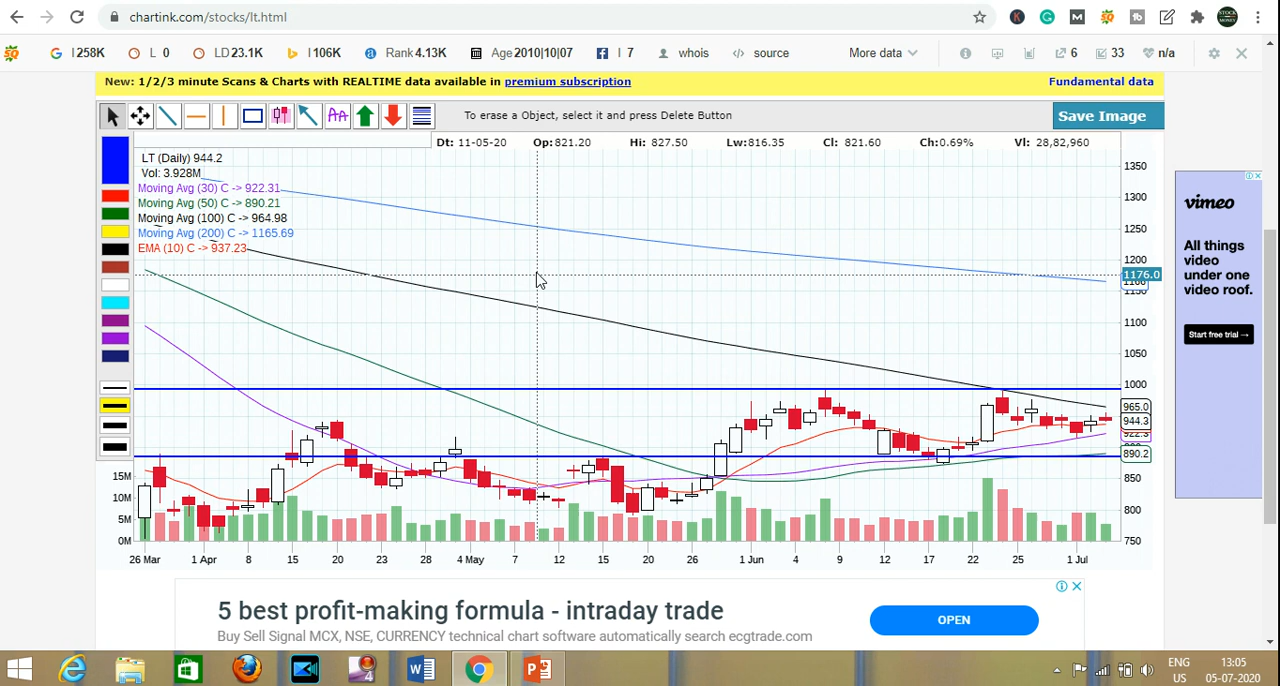 chartink.com/stocks/lt.html
I 258K L 0 LD 23.1K I 106K Rank 4.13K Age 2010|10|07 I 7 whois source More data 6 33 n/a
New: 1/2/3 minute Scans & Charts with REALTIME data available in premium subscription Fundamental data
AA To erase a Object, select it and press Delete Button Save Image
Dt: 11-05-20 Op:821.20 Hi: 827.50 Lw:816.35 Cl: 821.60 Ch:0.69% Vl: 28,82,960
LT (Daily) 944.2
Vol: 3.928M
Moving Avg (30) C -> 922.31
Moving Avg (50) C -> 890.21
Moving Avg (100) C -> 964.98
Moving Avg (200) C -> 1165.69
EMA (10) C -> 937.23
1350
1300
1250
1200
1176.0
1150
1100
1050
1000
965.0
944.3
922.3
890.2
850
800
750
15M
10M
5M
0M
26 Mar 1 Apr 8 15 20 23 28 4 May 7 12 15 20 26 1 Jun 4 9 12 17 22 25 1 Jul
vimeo
All things
video
under one
video roof.
Start free trial →
5 best profit-making formula - intraday trade
Buy Sell Signal MCX, NSE, CURRENCY technical chart software automatically search ecgtrade.com
OPEN
ENG
US
13:05
05-07-2020